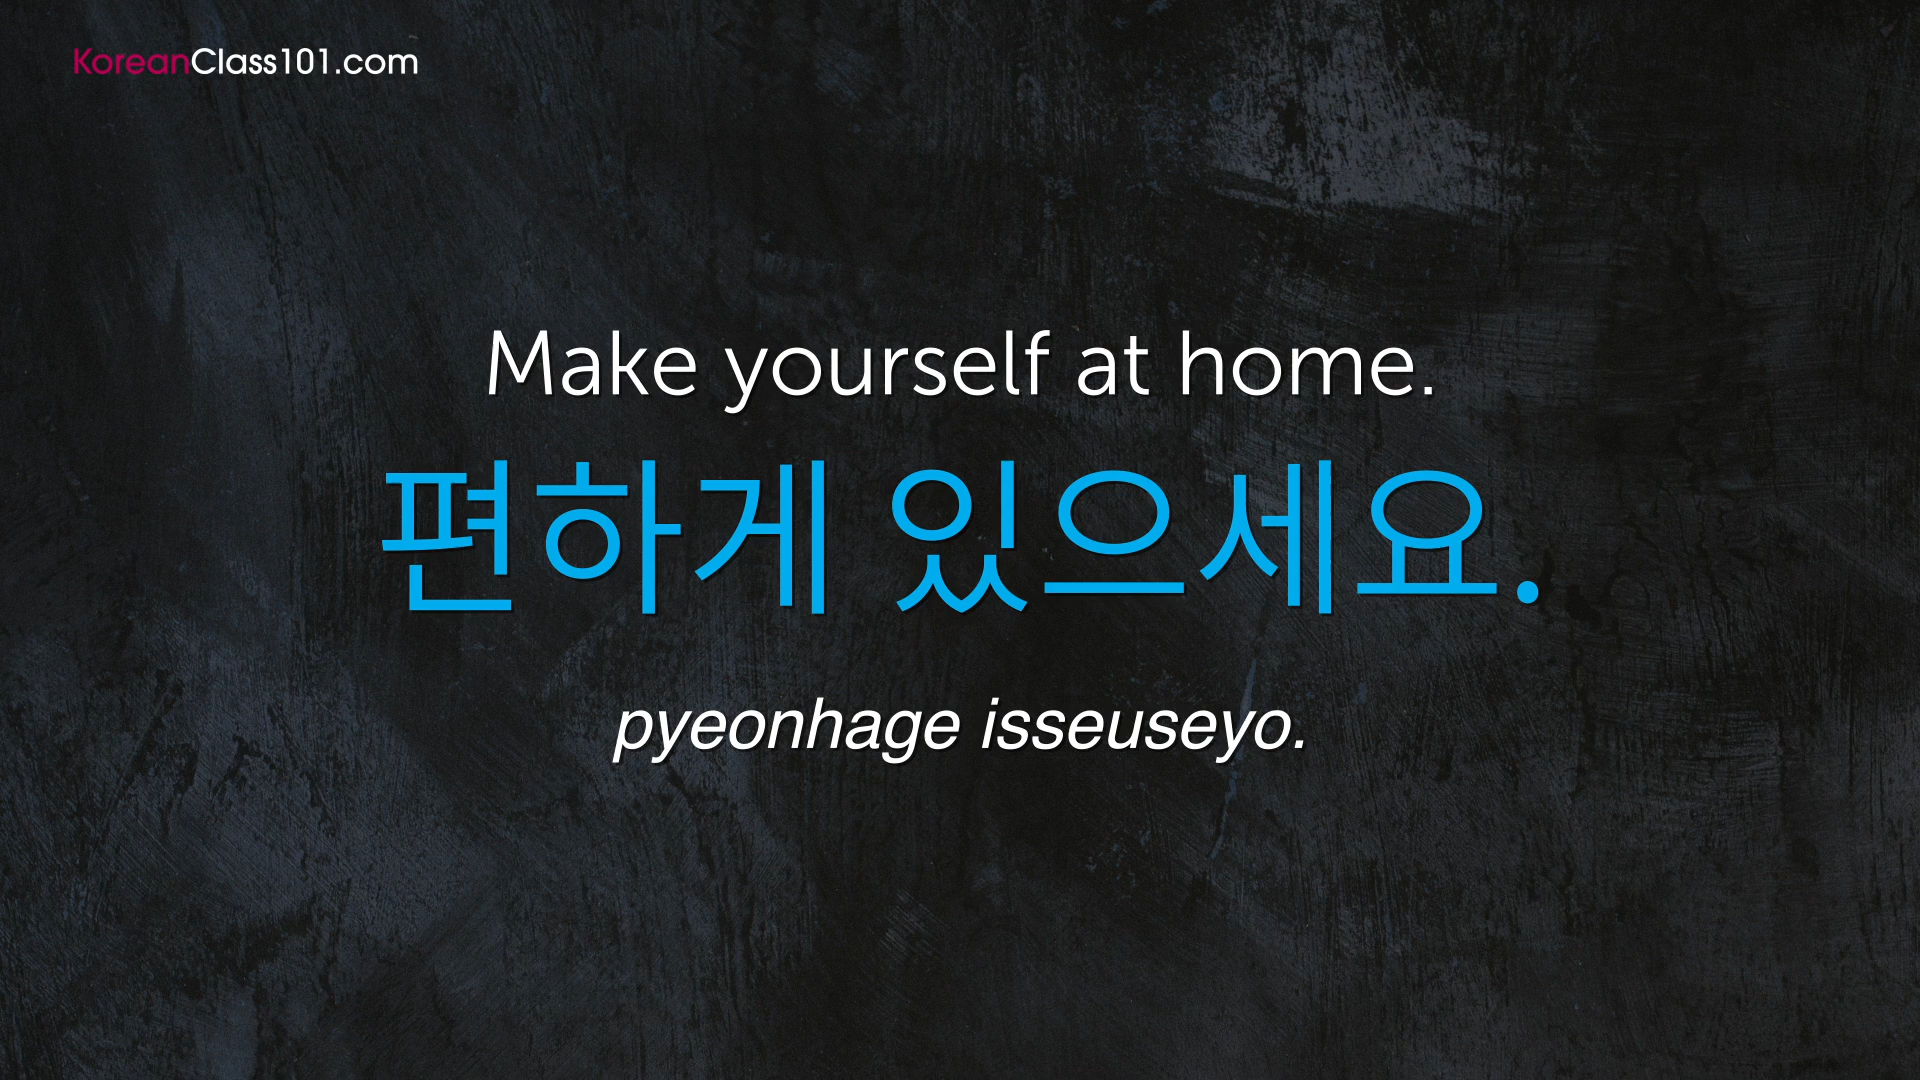 KoreanClass101.com
Make yourself at home.
편하게 있으세요.
pyeonhage isseuseyo.